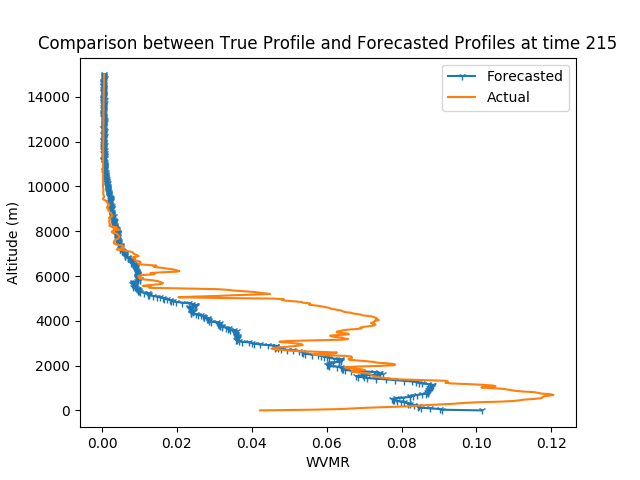 Comparison between True Profile and Forecasted Profiles at time 215
Forecasted
Actual
14000
12000
10000
8000
6000
4000
2000
0
Altitude (m)
0.00 0.02 0.04 0.06 0.08 0.10 0.12
WVMR